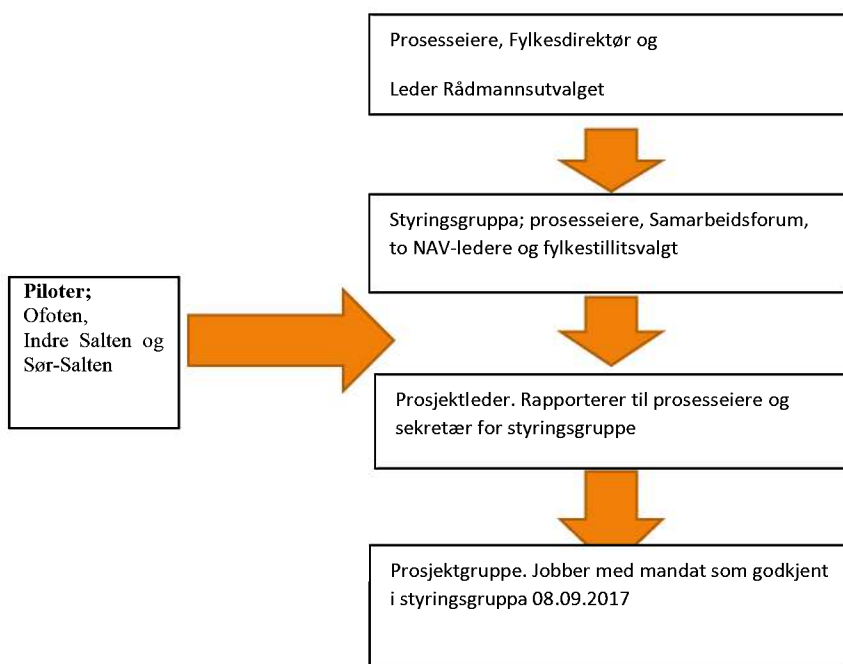 Prosesseiere, Fylkesdirektør og
Leder Rådmannsutvalget
Styringsgruppa; prosesseiere, Samarbeidsforum,
to NAV-ledere og fylkestillitsvalgt
Piloter;
Ofoten,
Indre Salten og
Sør-Salten
Prosjektleder. Rapporterer til prosesseiere og
sekretær for styringsgruppe
Prosjektgruppe. Jobber med mandat som godkjent
i styringsgruppa 08.09.2017